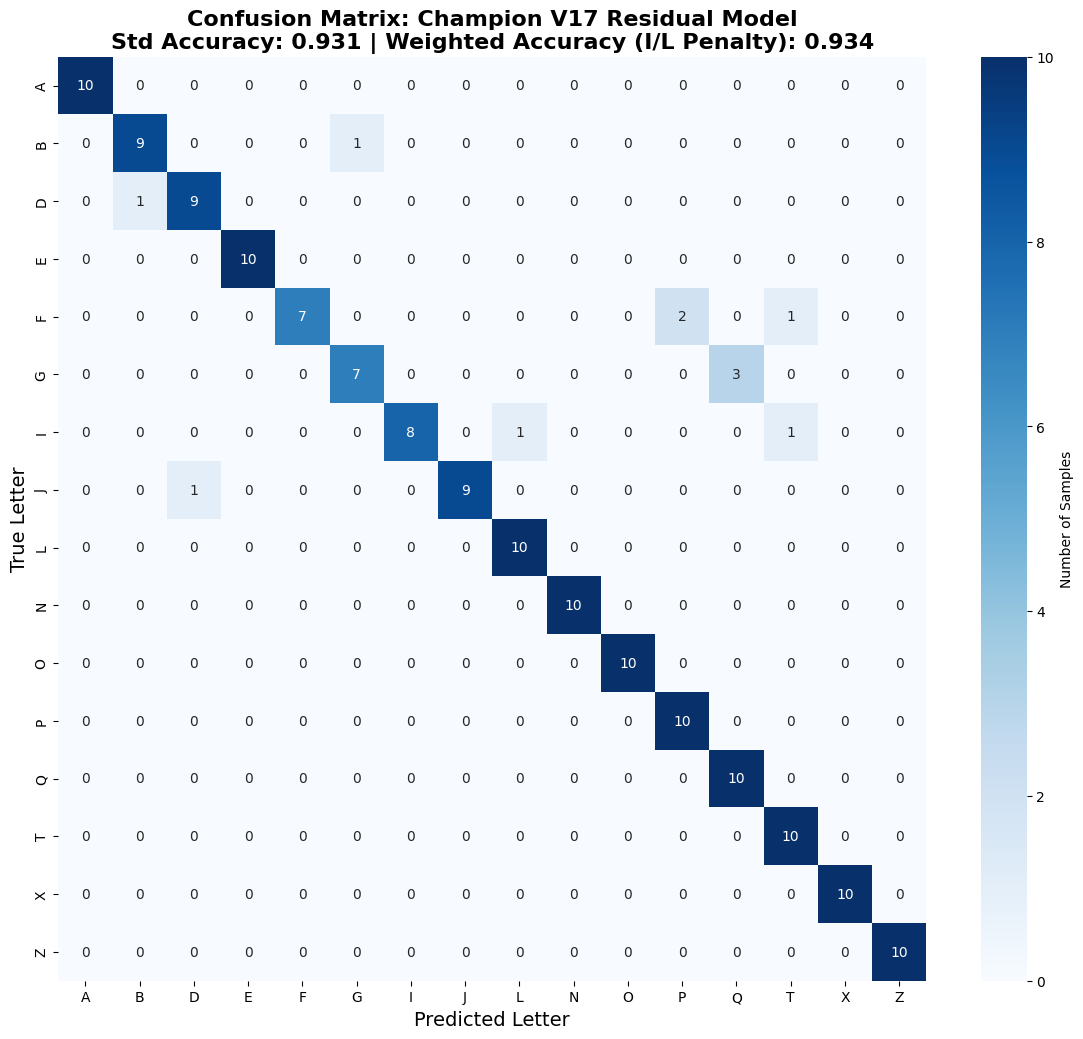 Confusion Matrix: Champion V17 Residual Model
Std Accuracy: 0.931 | Weighted Accuracy (I/L Penalty): 0.934
A 10 0 0 0 0 0 0 0 0 0 0 0 0 0 0 0
B 0 9 0 0 0 1 0 0 0 0 0 0 0 0 0 0
D 0 1 9 0 0 0 0 0 0 0 0 0 0 0 0 0
E 0 0 0 10 0 0 0 0 0 0 0 0 0 0 0 0
F 0 0 0 0 7 0 0 0 0 0 0 2 0 1 0 0
G 0 0 0 0 0 7 0 0 0 0 0 0 3 0 0 0
I 0 0 0 0 0 0 8 0 1 0 0 0 0 1 0 0
J 0 0 1 0 0 0 0 9 0 0 0 0 0 0 0 0
L 0 0 0 0 0 0 0 0 10 0 0 0 0 0 0 0
N 0 0 0 0 0 0 0 0 0 10 0 0 0 0 0 0
O 0 0 0 0 0 0 0 0 0 0 10 0 0 0 0 0
P 0 0 0 0 0 0 0 0 0 0 0 10 0 0 0 0
Q 0 0 0 0 0 0 0 0 0 0 0 0 10 0 0 0
T 0 0 0 0 0 0 0 0 0 0 0 0 0 10 0 0
X 0 0 0 0 0 0 0 0 0 0 0 0 0 0 10 0
Z 0 0 0 0 0 0 0 0 0 0 0 0 0 0 0 10
A B D E F G I J L N O P Q T X Z
Predicted Letter
True Letter
10
8
6
4
2
0
Number of Samples